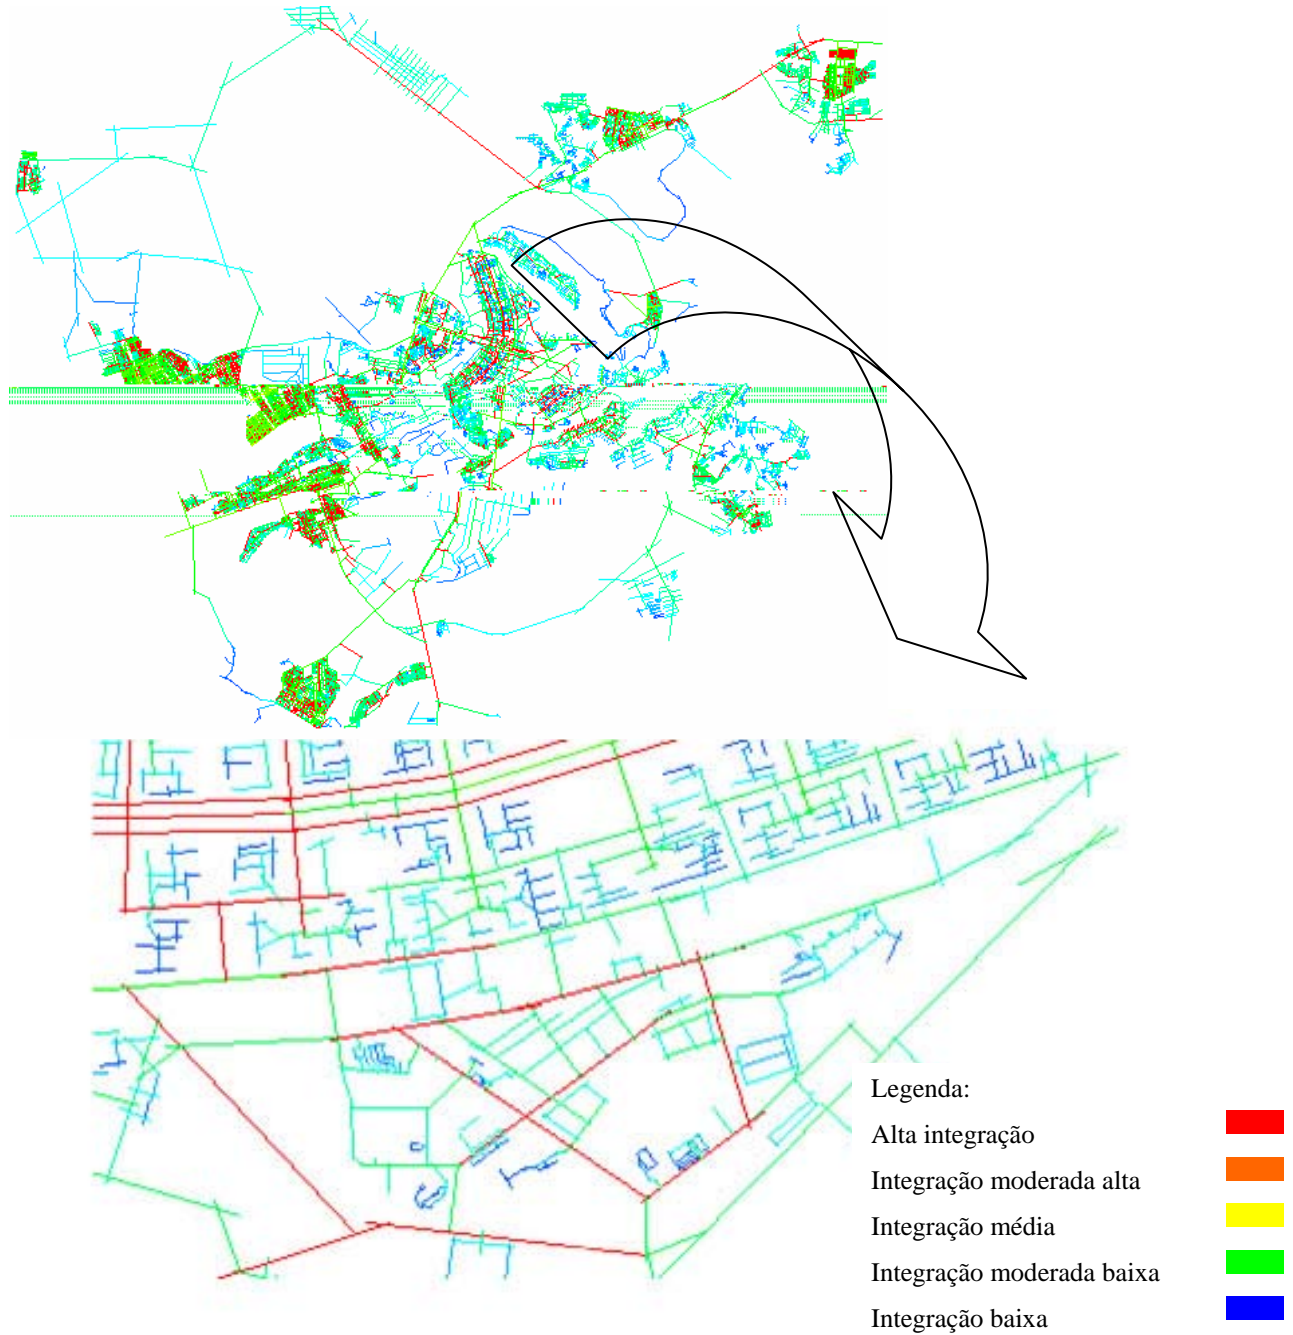 Legenda:
Alta integração
Integração moderada alta
Integração média
Integração moderada baixa
Integração baixa